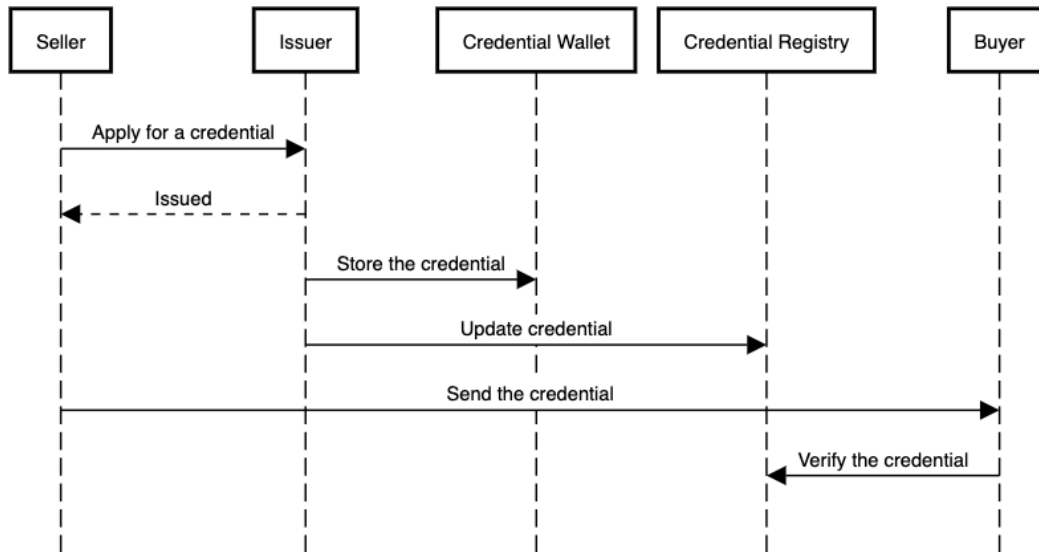 Seller
Issuer
Credential Wallet
Credential Registry
Buyer
Apply for a credential
Issued
Store the credential
Update credential
Send the credential
Verify the credential